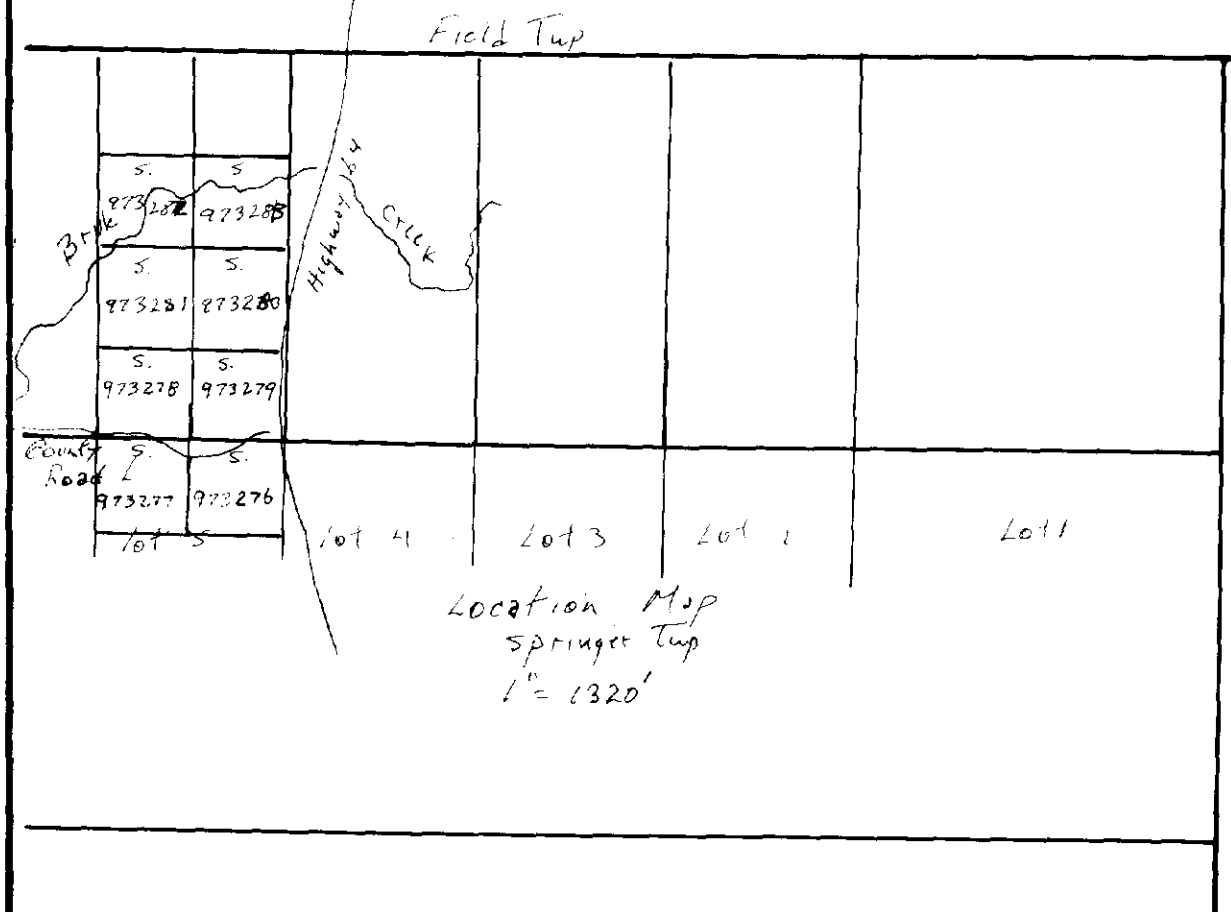 Field Twp
S. S
973282 973283
Brук Creek
Highway 64
S. S.
973281 973280
S. S.
973278 973279
County Road
S. S.
973277 973276
Lot 5 Lot 4 Lot 3 Lot 2 Lot 1
Location Map
Springer Twp
1" = 1320'